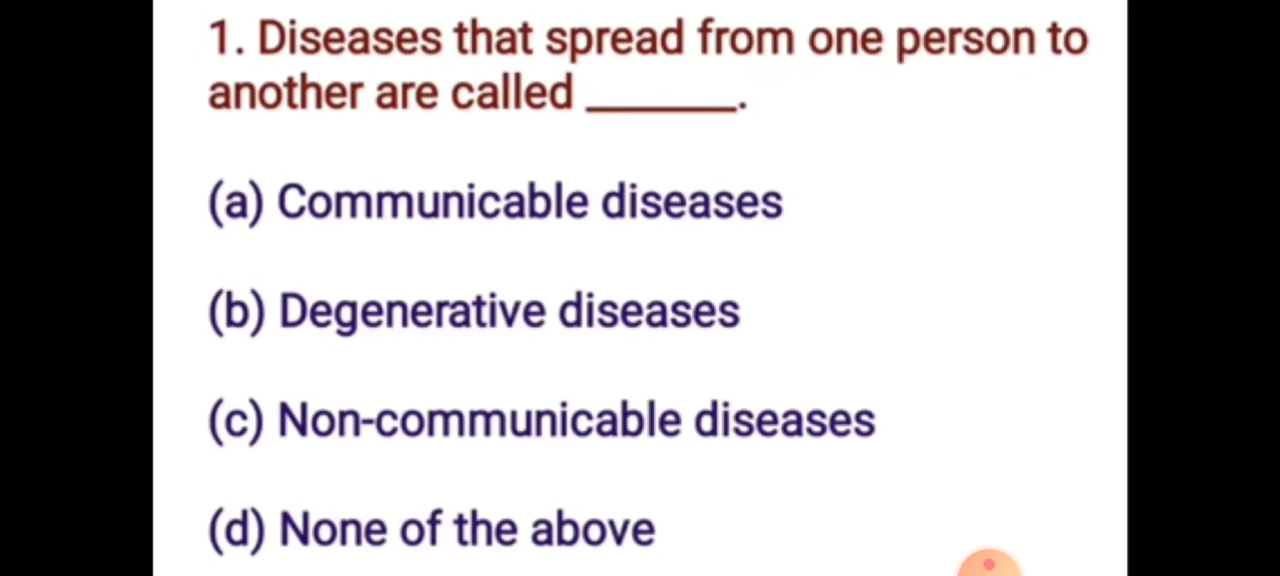 1. Diseases that spread from one person to
another are called ______.
(a) Communicable diseases
(b) Degenerative diseases
(c) Non-communicable diseases
(d) None of the above